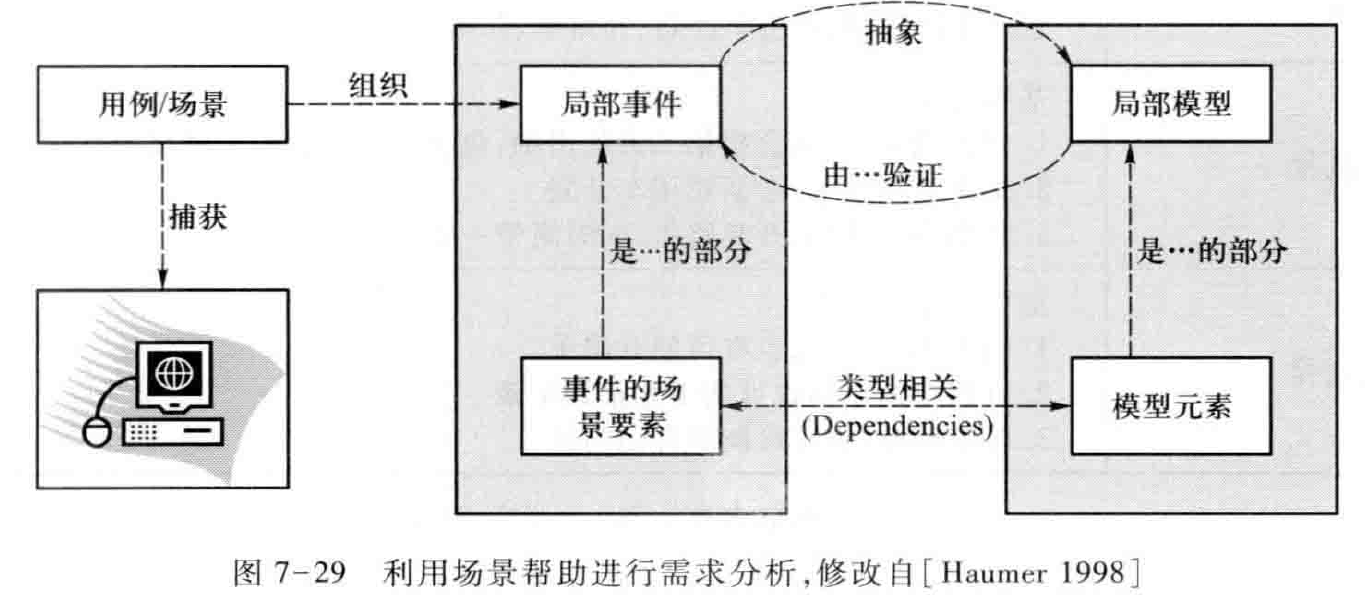 抽象
用例/场景
组织
局部事件
局部模型
由…验证
捕获
是…的部分
是…的部分
事件的场
景要素
类型相关
(Dependencies)
模型元素
图 7-29 利用场景帮助进行需求分析,修改自[Haumer 1998]